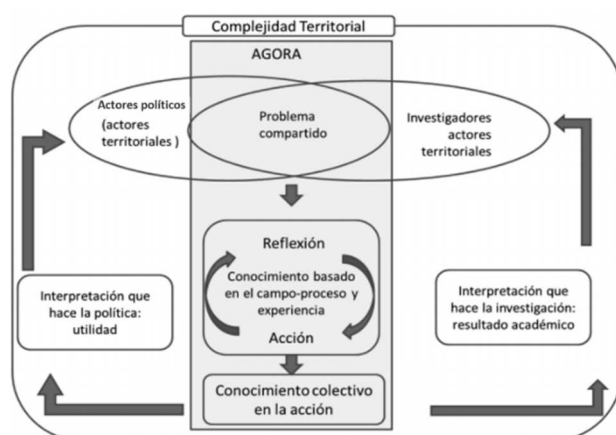 Complejidad Territorial
AGORA
Actores políticos
(actores
territoriales )
Problema
compartido
Investigadores
actores
territoriales
Reflexión
Conocimiento basado
en el campo-proceso y
experiencia
Acción
Interpretación que
hace la política:
utilidad
Interpretación que
hace la investigación:
resultado académico
Conocimiento colectivo
en la acción